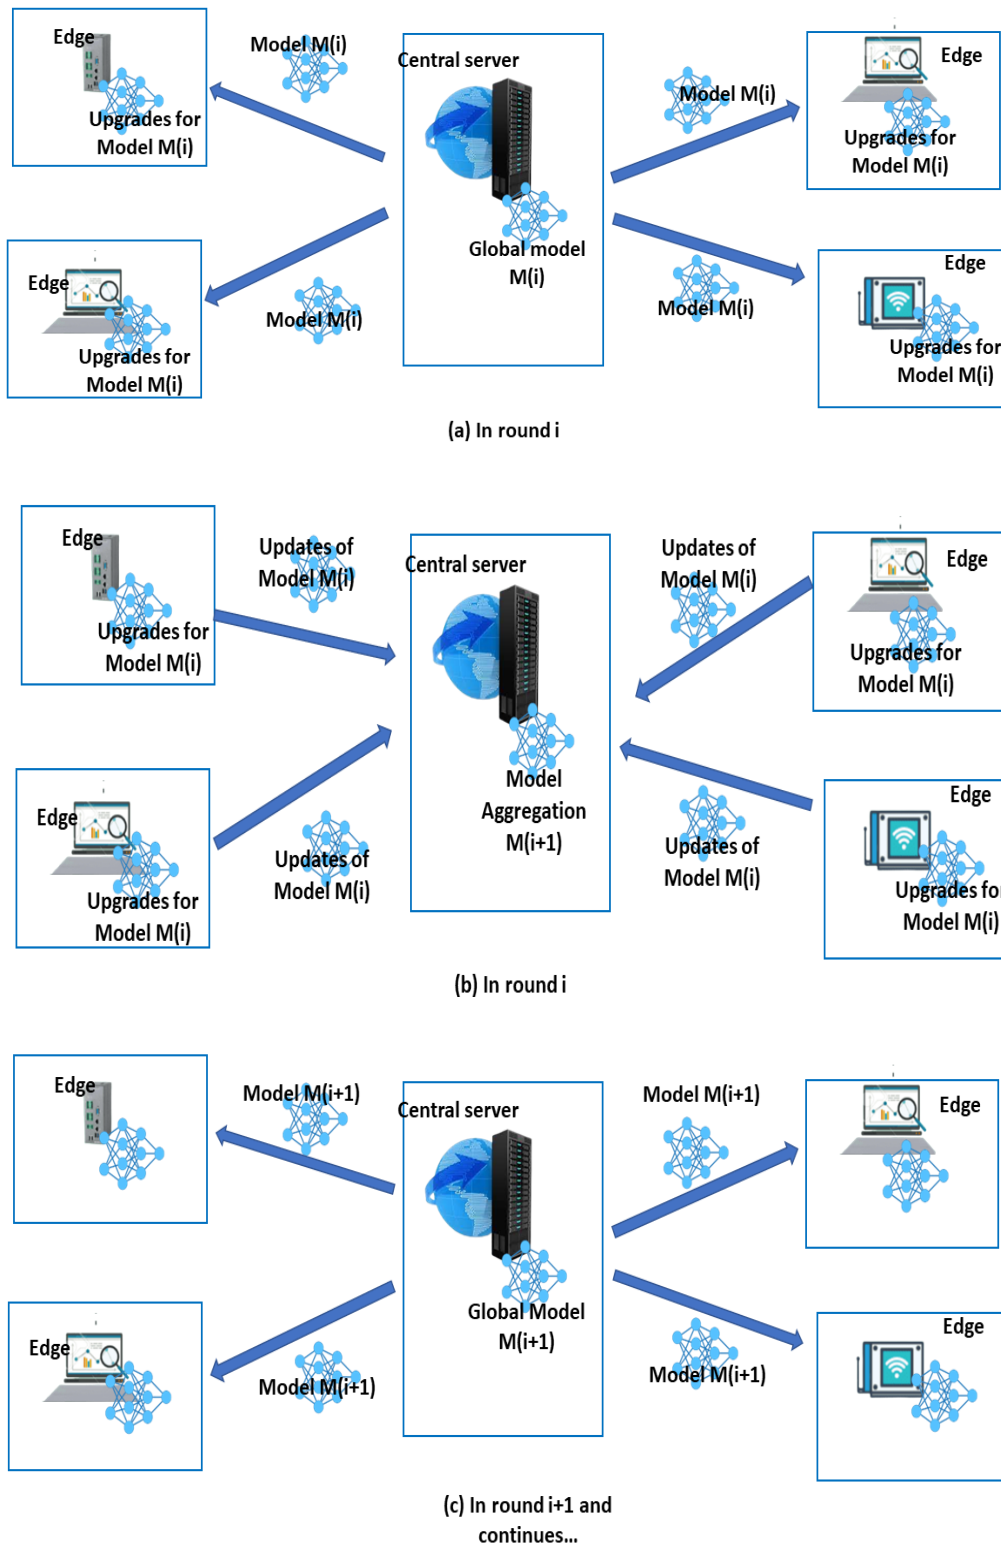 Edge
Model M(i)
Central server
Model M(i)
Edge
Upgrades for
Model M(i)
Upgrades for
Model M(i)
Global model
M(i)
Edge
Model M(i)
Upgrades for
Model M(i)
Edge
Model M(i)
Upgrades for
Model M(i)
(a) In round i
Edge
Updates of
Model M(i)
Central server
Updates of
Model M(i)
Edge
Upgrades for
Model M(i)
Upgrades for
Model M(i)
Model
Aggregation
M(i+1)
Edge
Updates of
Model M(i)
Upgrades for
Model M(i)
Edge
Updates of
Model M(i)
Upgrades for
Model M(i)
(b) In round i
Edge
Model M(i+1)
Central server
Model M(i+1)
Edge
Global Model
M(i+1)
Edge
Model M(i+1)
Model M(i+1)
Edge
(c) In round i+1 and
continues...